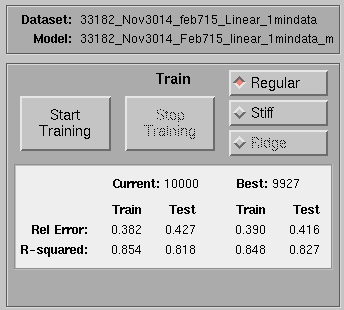 Dataset: 33182_Nov3014_feb715_Linear_1mindata
Model: 33182_Nov3014_Feb715_linear_1mindata_m
Train
Regular
Start Training
Stop Training
Stiff
Ridge
Current: 10000 Best: 9927
Train Test Train Test
Rel Error: 0.382 0.427 0.390 0.416
R-squared: 0.854 0.818 0.848 0.827